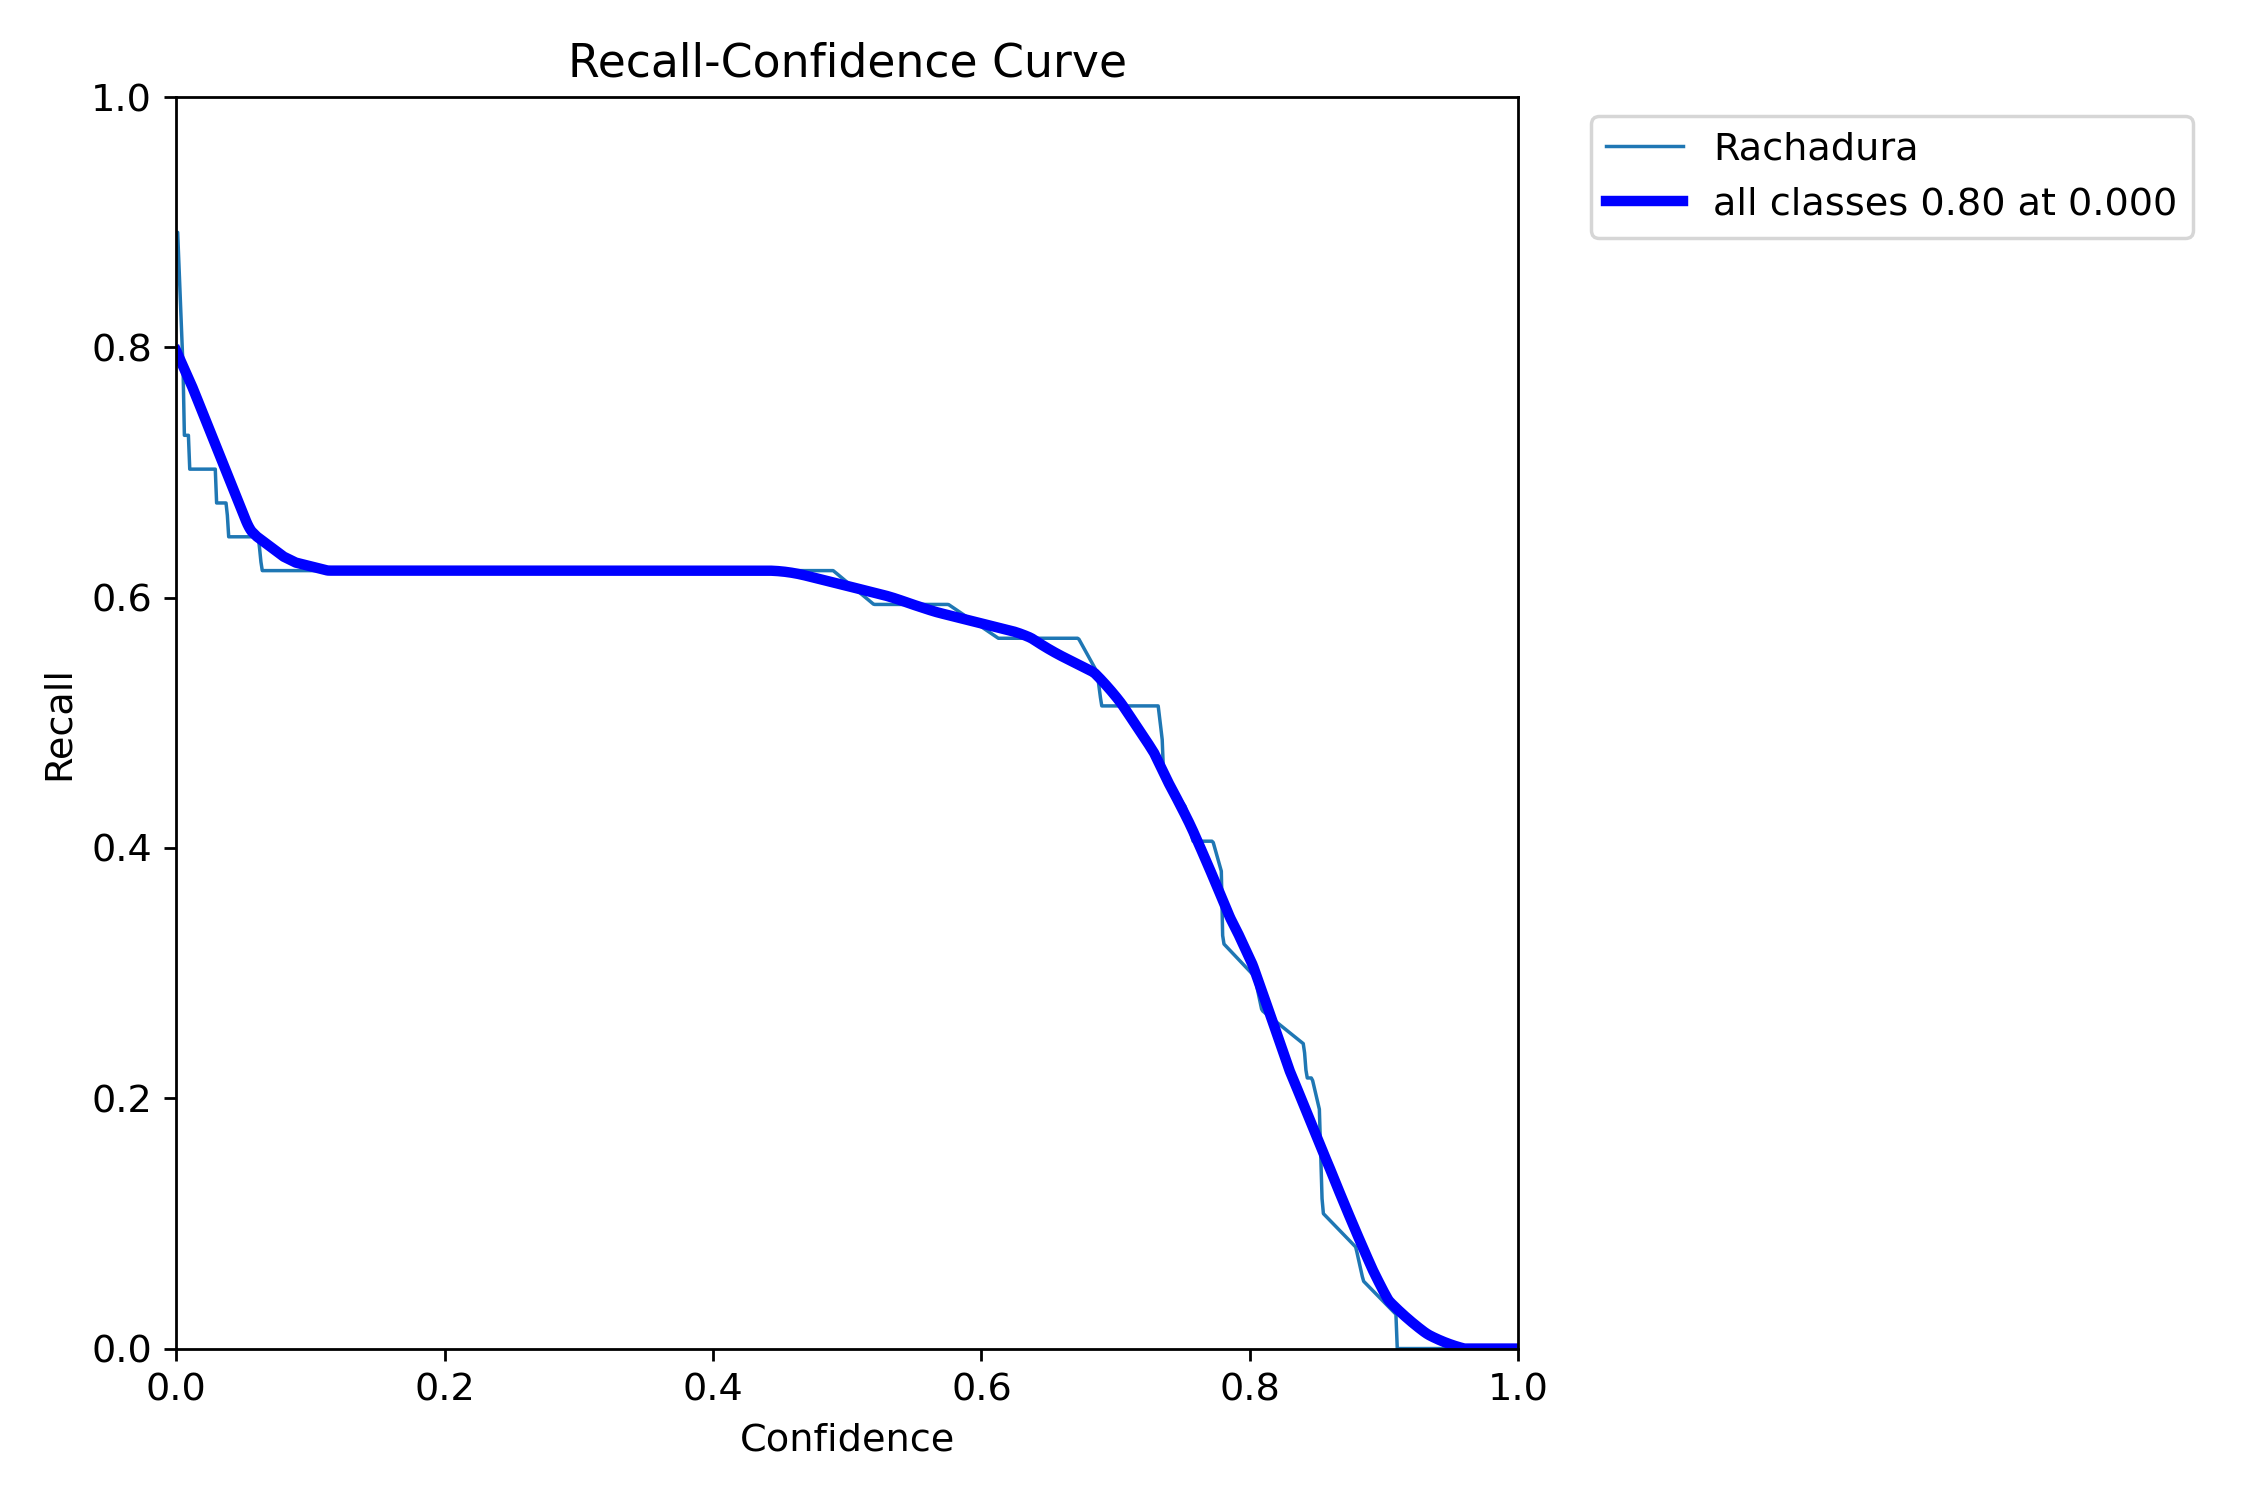 Recall-Confidence Curve
1.0
0.8
0.6
0.4
0.2
0.0
Recall
0.0 0.2 0.4 0.6 0.8 1.0
Confidence
Rachadura
all classes 0.80 at 0.000